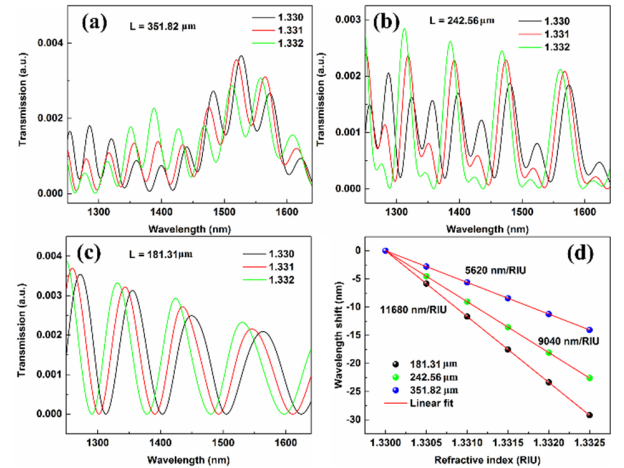 (a)
L = 351.82 μm
1.330
1.331
1.332
0.004
0.002
0.000
Transmission (a.u.)
1300
1400
1500
1600
Wavelength (nm)
(b)
L = 242.56μm
1.330
1.331
1.332
0.003
0.002
0.001
0.000
Transmission (a.u.)
1300
1400
1500
1600
Wavelength (nm)
(c)
L = 181.31μm
1.330
1.331
1.332
0.004
0.003
0.002
0.001
0.000
Transmission (a.u.)
1300
1400
1500
1600
Wavelength (nm)
(d)
5620 nm/RIU
11680 nm/RIU
9040 nm/RIU
181.31 μm
242.56 μm
351.82 μm
Linear fit
0
-5
-10
-15
-20
-25
-30
Wavelength shift (nm)
1.3300
1.3305
1.3310
1.3315
1.3320
1.3325
Refractive index (RIU)